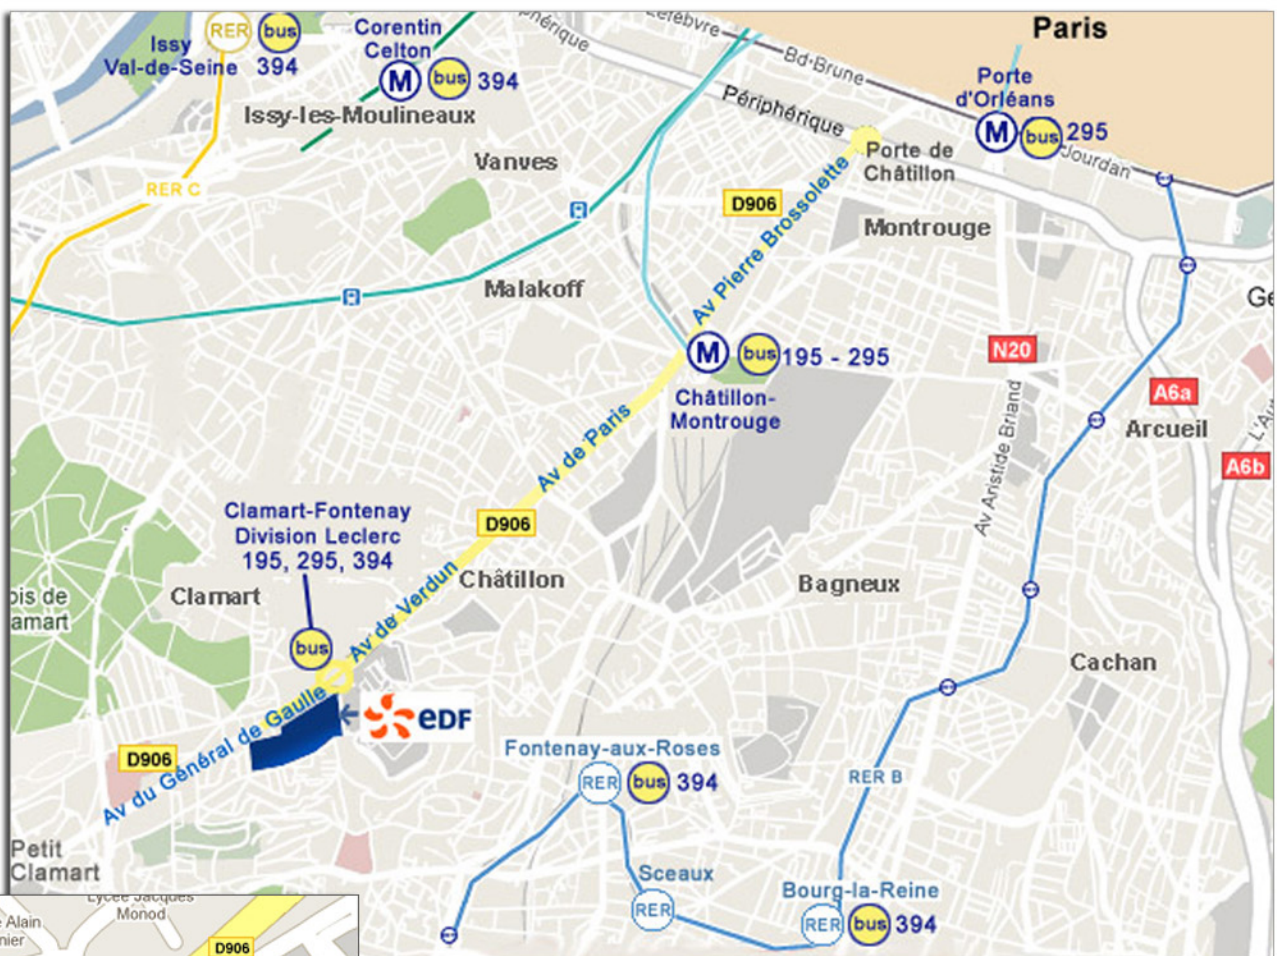 Paris
Lefèbvre
Bd Brune
Périphérique
RER
bus
Issy
Val-de-Seine
394
Corentin
Celton
M
bus
394
Issy-les-Moulineaux
Porte
d'Orléans
M
bus
295
Jourdan
Porte de
Châtillon
Vanves
RER C
D906
Montrouge
Av Pierre Brossolette
Malakoff
M
bus
195 - 295
Châtillon-
Montrouge
N20
A6a
Arcueil
A6b
Av Aristide Briand
Av de Paris
D906
Clamart-Fontenay
Division Leclerc
195, 295, 394
Châtillon
Av de Verdun
Clamart
Bagneux
bus
Cachan
EDF
Av du Général de Gaulle
D906
Fontenay-aux-Roses
RER
bus
394
RER B
Petit
Clamart
Sceaux
RER
Bourg-la-Reine
RER
bus
394
Lycée Jacques
Monod
Alain
D906